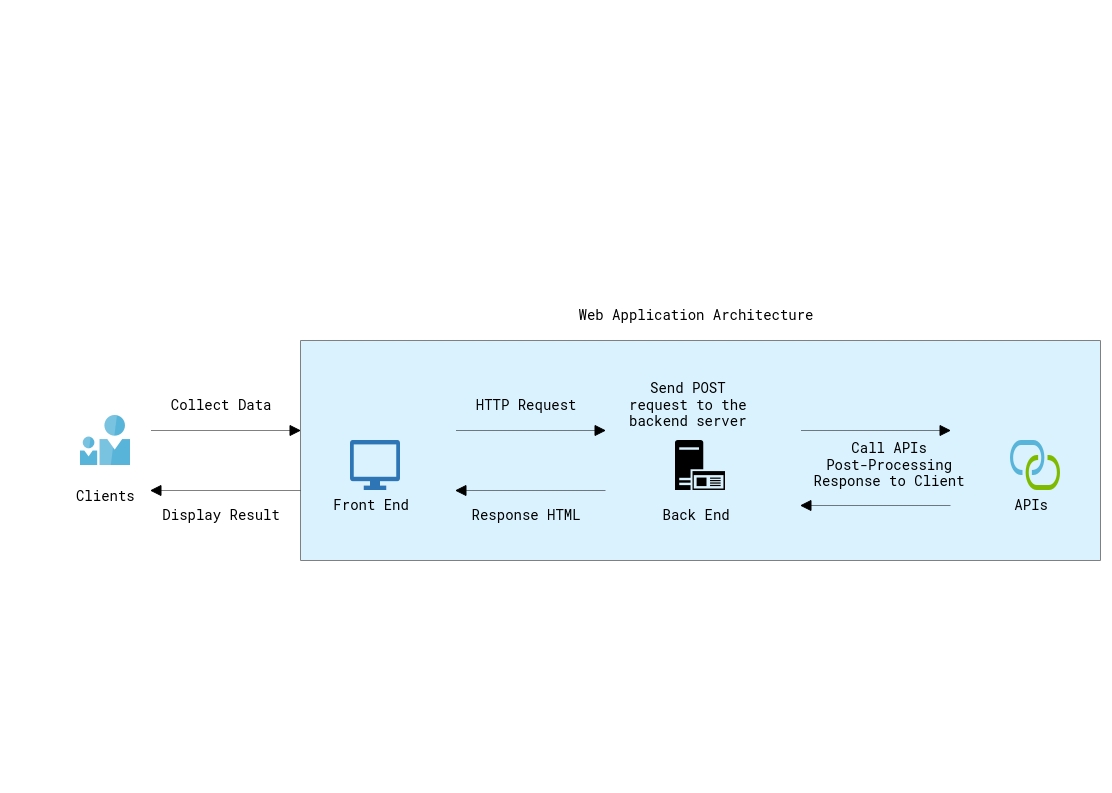 Web Application Architecture
Collect Data
Clients
Display Result
Front End
HTTP Request
Response HTML
Send POST
request to the
backend server
Back End
Call APIs
Post-Processing
Response to Client
APIs